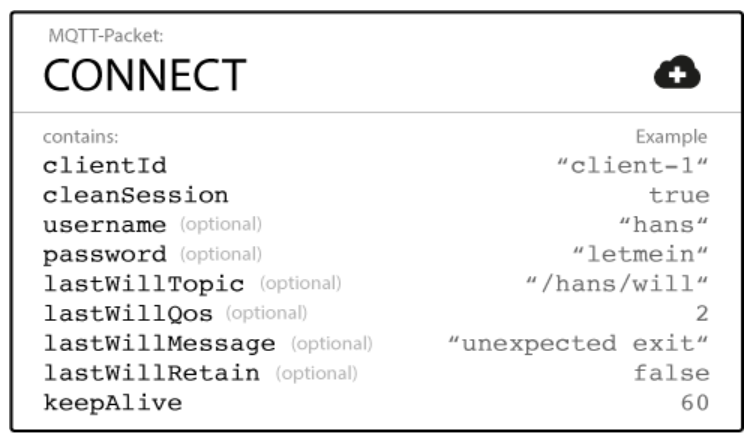 MQTT-Packet:
CONNECT
contains: Example
clientId “client-1“
cleanSession true
username (optional) “hans“
password (optional) “letmein“
lastWillTopic (optional) “/hans/will“
lastWillQos (optional) 2
lastWillMessage (optional) “unexpected exit“
lastWillRetain (optional) false
keepAlive 60